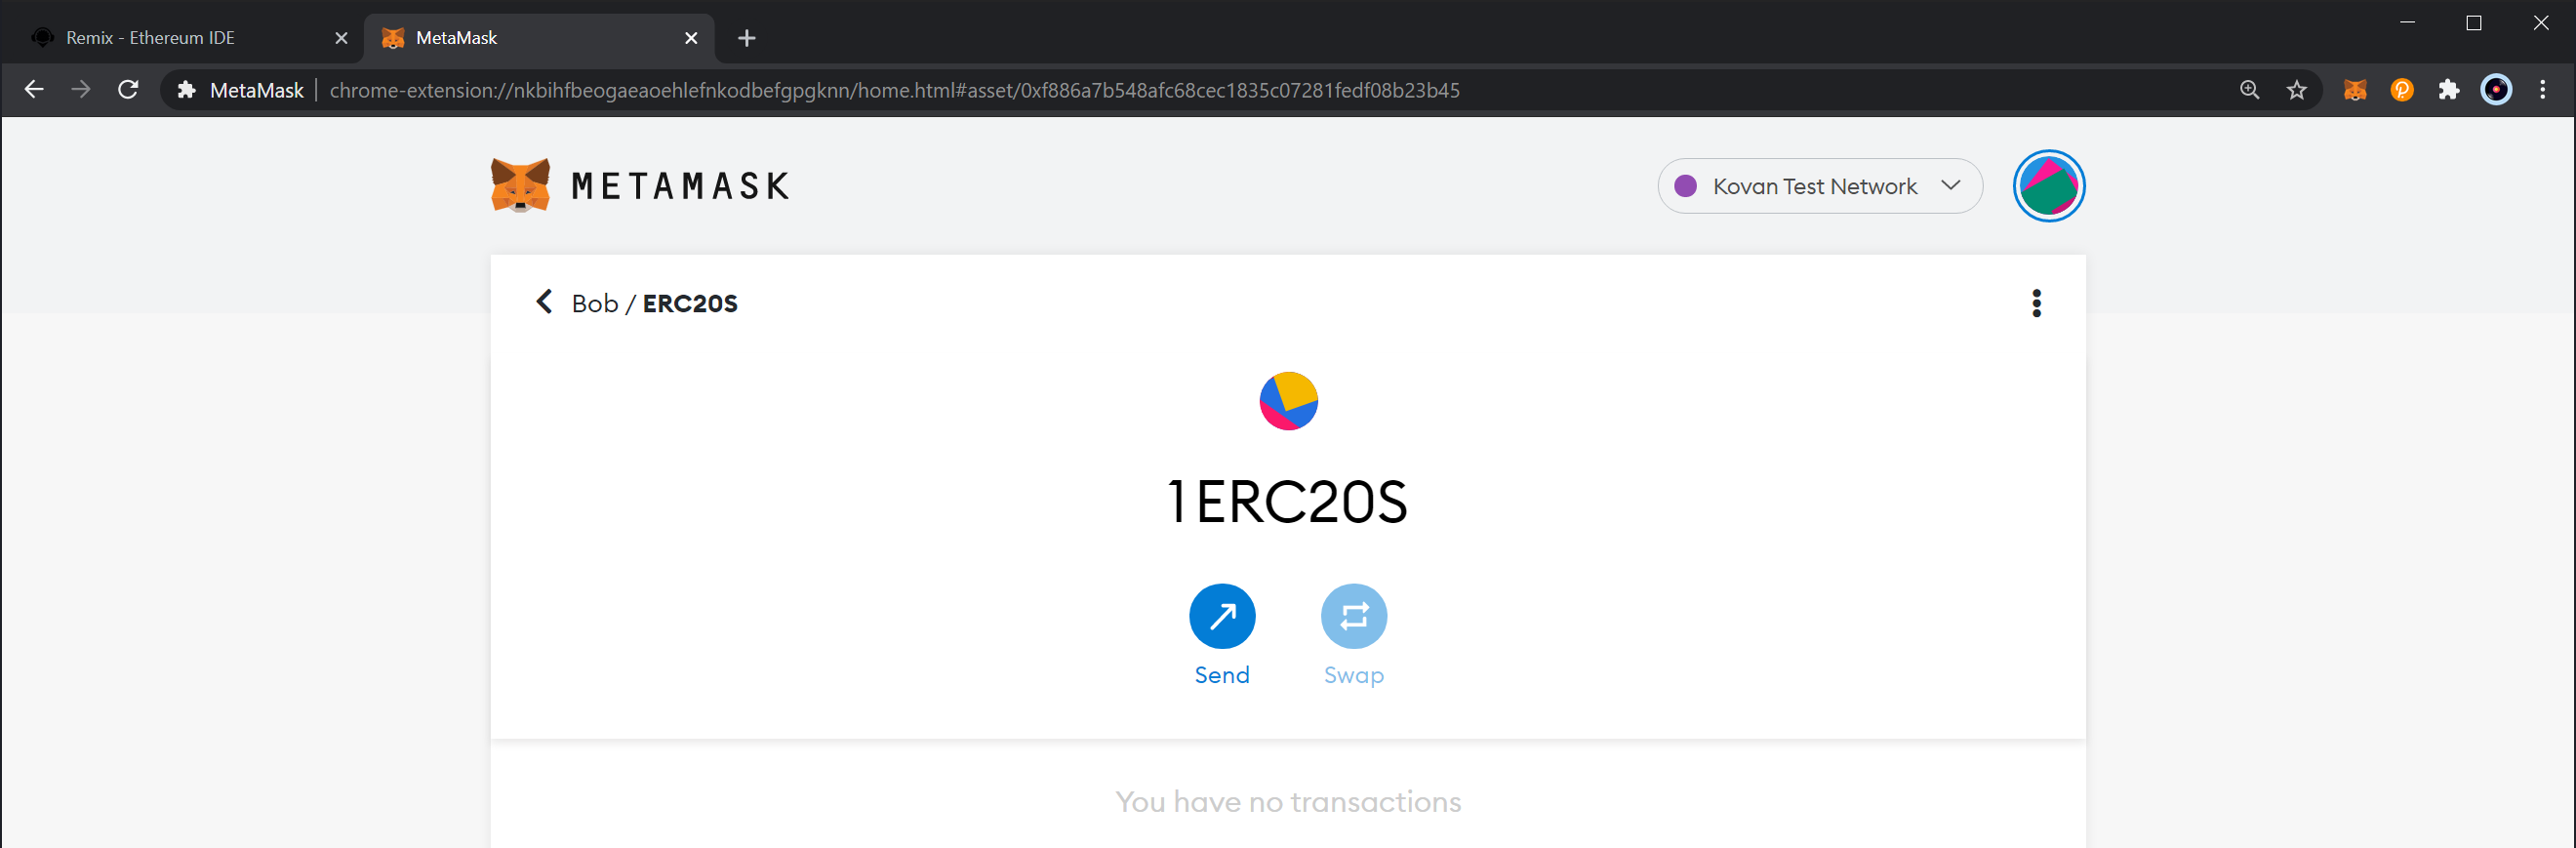 Remix - Ethereum IDE
MetaMask
MetaMask chrome-extension://nkbihfbeogaeaoehlefnkodbefgpgknn/home.html#asset/0xf886a7b548afc68cec1835c07281fedf08b23b45
METAMASK
Kovan Test Network
Bob / ERC20S
1 ERC20S
Send
Swap
You have no transactions